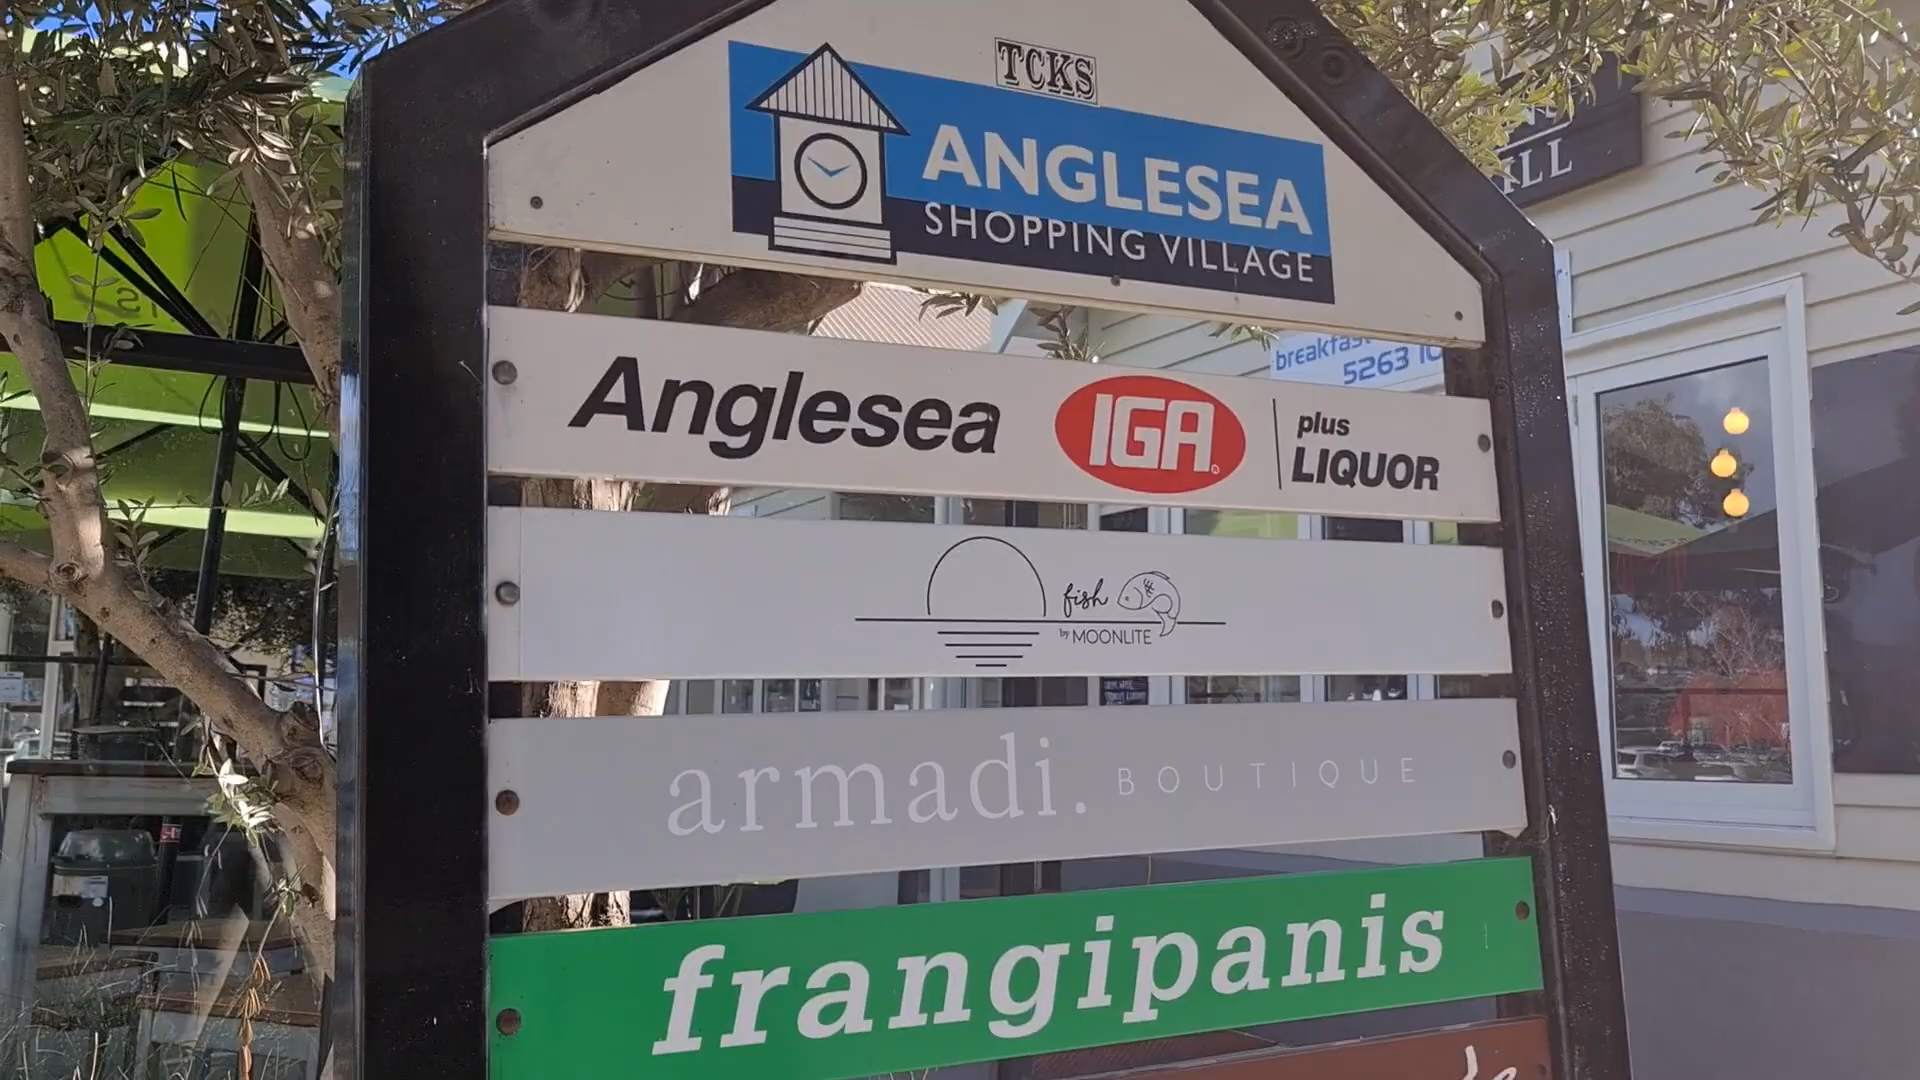 TCKS
ANGLESEA
SHOPPING VILLAGE
breakfast
5263
Anglesea IGA plus LIQUOR
fish
by MOONLITE
armadi. BOUTIQUE
frangipanis